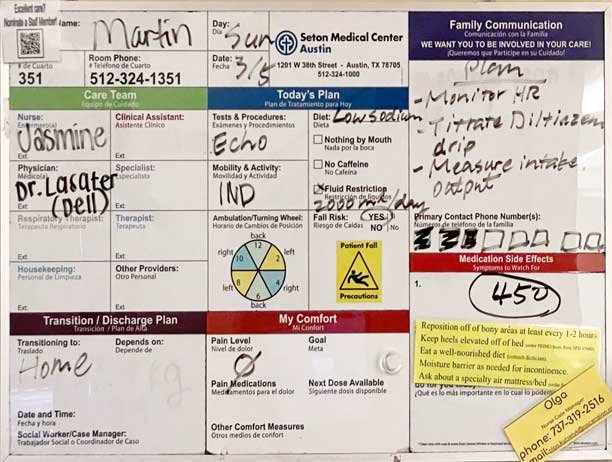 Excellent care?
Nominate a Staff Member!
Name:
Martin
# de Cuarto
351
Room Phone:
# Teléfono de Cuarto
512-324-1351
Day:
Día
Sun
Date:
Fecha
3/5
Seton Medical Center
Austin
1201 W 38th Street - Austin, TX 78705
512-324-1000
Care Team
Equipo de Cuidado
Nurse:
Enfermero(a)
Jasmine
Ext
Clinical Assistant:
Asistente Clínico
Ext
Physician:
Médico(a)
Dr. Lasater
(Dell)
Ext
Specialist:
Especialista
Ext
Respiratory Therapist:
Terapeuta Respiratorio
Ext
Therapist:
Terapeuta
Ext
Housekeeping:
Personal de Limpieza
Ext
Other Providers:
Otro Personal
Ext
Today's Plan
Plan de Tratamiento para Hoy
Tests & Procedures:
Exámenes y Procedimientos
Echo
Diet:
Dieta
Low sodium
Nothing by Mouth
Nada por la boca
No Caffeine
No Cafeína
Fluid Restriction
Restricción de líquidos
2000 mL/day
Mobility & Activity:
Movilidad y Actividad
IND
Ambulation/Turning Wheel:
Horario de Cambios de Posición
back
12
right
10
2
left
left
8
4
right
6
back
Fall Risk:
Riesgo de Caídas
YES
NO
No
Patient Fall
Precautions
Family Communication
Comunicación con la Familia
WE WANT YOU TO BE INVOLVED IN YOUR CARE!
¡Queremos que Participe en su Cuidado!
Plan
- Monitor HR
- Titrate Diltiazem
drip
- Measure intake,
output
Primary Contact Phone Number(s):
Números de teléfono de la familia
Medication Side Effects
Symptoms to Watch For
1.
450
Reposition off of bony areas at least every 1-2 hours
Keep heels elevated off of bed
Eat a well-nourished diet
Moisture barrier as needed for incontinence.
Ask about a specialty air mattress/bed
¿Qué es lo más importante en lo cual lo podemos
Olga
Nurse Case Manager
phone: 737-319-2516
Transition / Discharge Plan
Transición / Plan de Alta
Transitioning to:
Traslado
Home
Depends on:
Depende de
Date and Time:
Fecha y hora
Social Worker/Case Manager:
Trabajador Social o Coordinador de Caso
My Comfort
Mi Confort
Pain Level
Nivel de dolor
Goal
Meta
Pain Medications
Medicamentos para el dolor
Next Dose Available
Siguiente dosis disponible
Other Comfort Measures
Otros medios de confort